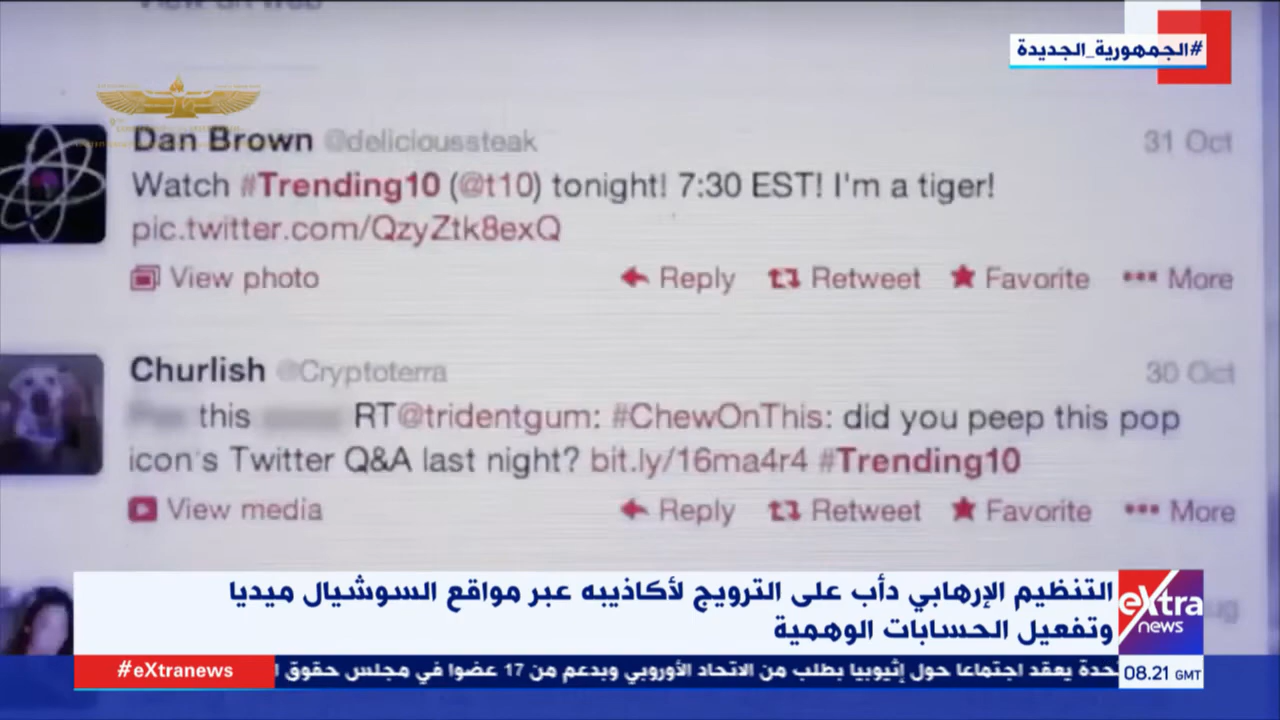 View on web
#الجمهورية_الجديدة
Dan Brown @delicioussteak 31 Oct
Watch #Trending10 (@t10) tonight! 7:30 EST! I'm a tiger!
pic.twitter.com/QzyZtk8exQ
View photo Reply Retweet Favorite More
Churlish @Cryptoterra 30 Oct
this RT@tridentgum: #ChewOnThis: did you peep this pop
icon's Twitter Q&A last night? bit.ly/16ma4r4 #Trending10
View media Reply Retweet Favorite More
التنظيم الإرهابي دأب على الترويج لأكاذيبه عبر مواقع السوشيال ميديا
وتفعيل الحسابات الوهمية
eXtra
news
#eXtranews
تحدة يعقد اجتماعا حول إثيوبيا بطلب من الاتحاد الأوروبي وبدعم من 17 عضوا في مجلس حقوق
08.21 GMT